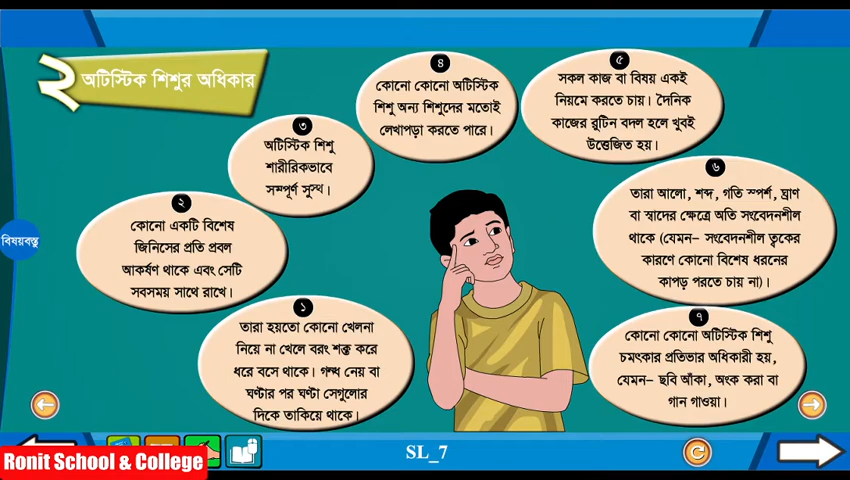 ২ অটিস্টিক শিশুর অধিকার
১
তারা হয়তো কোনো খেলনা
নিয়ে না খেলে বরং শক্ত করে
ধরে বসে থাকে। গন্ধ নেয় বা
ঘণ্টার পর ঘণ্টা সেগুলোর
দিকে তাকিয়ে থাকে।
২
কোনো একটি বিশেষ
জিনিসের প্রতি প্রবল
আকর্ষণ থাকে এবং সেটি
সবসময় সাথে রাখে।
৩
অটিস্টিক শিশু
শারীরিকভাবে
সম্পূর্ণ সুস্থ।
৪
কোনো কোনো অটিস্টিক
শিশু অন্য শিশুদের মতোই
লেখাপড়া করতে পারে।
৫
সকল কাজ বা বিষয় একই
নিয়মে করতে চায়। দৈনিক
কাজের রুটিন বদল হলে খুবই
উত্তেজিত হয়।
৬
তারা আলো, শব্দ, গতি স্পর্শ, ঘ্রাণ
বা স্বাদের ক্ষেত্রে অতি সংবেদনশীল
থাকে (যেমন– সংবেদনশীল ত্বকের
কারণে কোনো বিশেষ ধরনের
কাপড় পরতে চায় না)।
৭
কোনো কোনো অটিস্টিক শিশু
চমৎকার প্রতিভার অধিকারী হয়,
যেমন– ছবি আঁকা, অংক করা বা
গান গাওয়া।
বিষয়বস্তু
SL_7
Ronit School & College